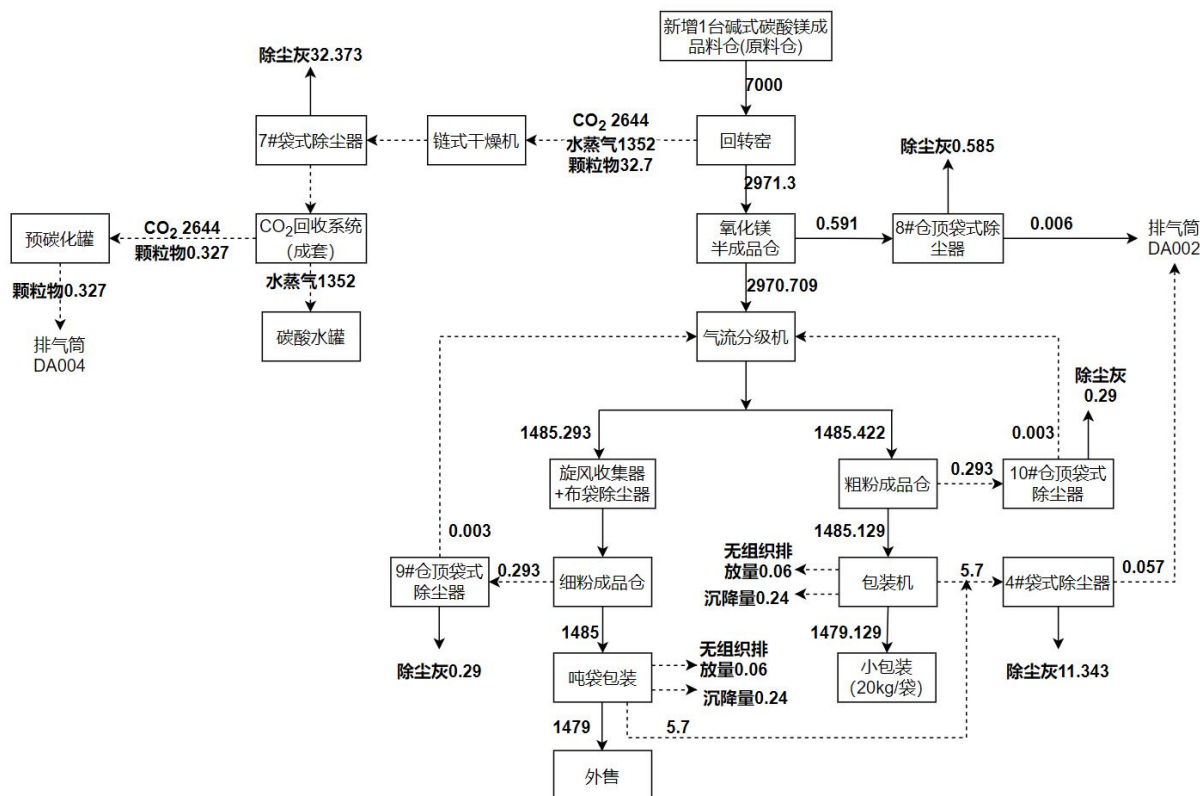 新增1台碱式碳酸镁成
品料仓(原料仓)
7000
除尘灰32.373
7#袋式除尘器
链式干燥机
CO₂ 2644
水蒸气1352
颗粒物32.7
回转窑
2971.3
除尘灰0.585
预碳化罐
CO₂ 2644
颗粒物0.327
CO₂回收系统
(成套)
氧化镁
半成品仓
0.591
8#仓顶袋式除
尘器
0.006
排气筒
DA002
颗粒物0.327
水蒸气1352
2970.709
排气筒
DA004
碳酸水罐
气流分级机
除尘灰
0.29
1485.293
1485.422
0.003
旋风收集器
+布袋除尘器
粗粉成品仓
0.293
10#仓顶袋式
除尘器
0.003
1485.129
9#仓顶袋式
除尘器
0.293
细粉成品仓
无组织排
放量0.06
沉降量0.24
包装机
5.7
4#袋式除尘器
0.057
1485
1479.129
除尘灰0.29
吨袋包装
无组织排
放量0.06
沉降量0.24
小包装
(20kg/袋)
除尘灰11.343
1479
5.7
外售